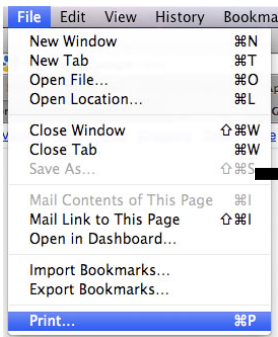 File Edit View History Bookma
New Window ⌘N
New Tab ⌘T
Open File... ⌘O
Open Location... ⌘L
Close Window ⇧⌘W
Close Tab ⌘W
Save As... ⇧⌘S
Mail Contents of This Page ⌘I
Mail Link to This Page ⇧⌘I
Open in Dashboard...
Import Bookmarks...
Export Bookmarks...
Print... ⌘P